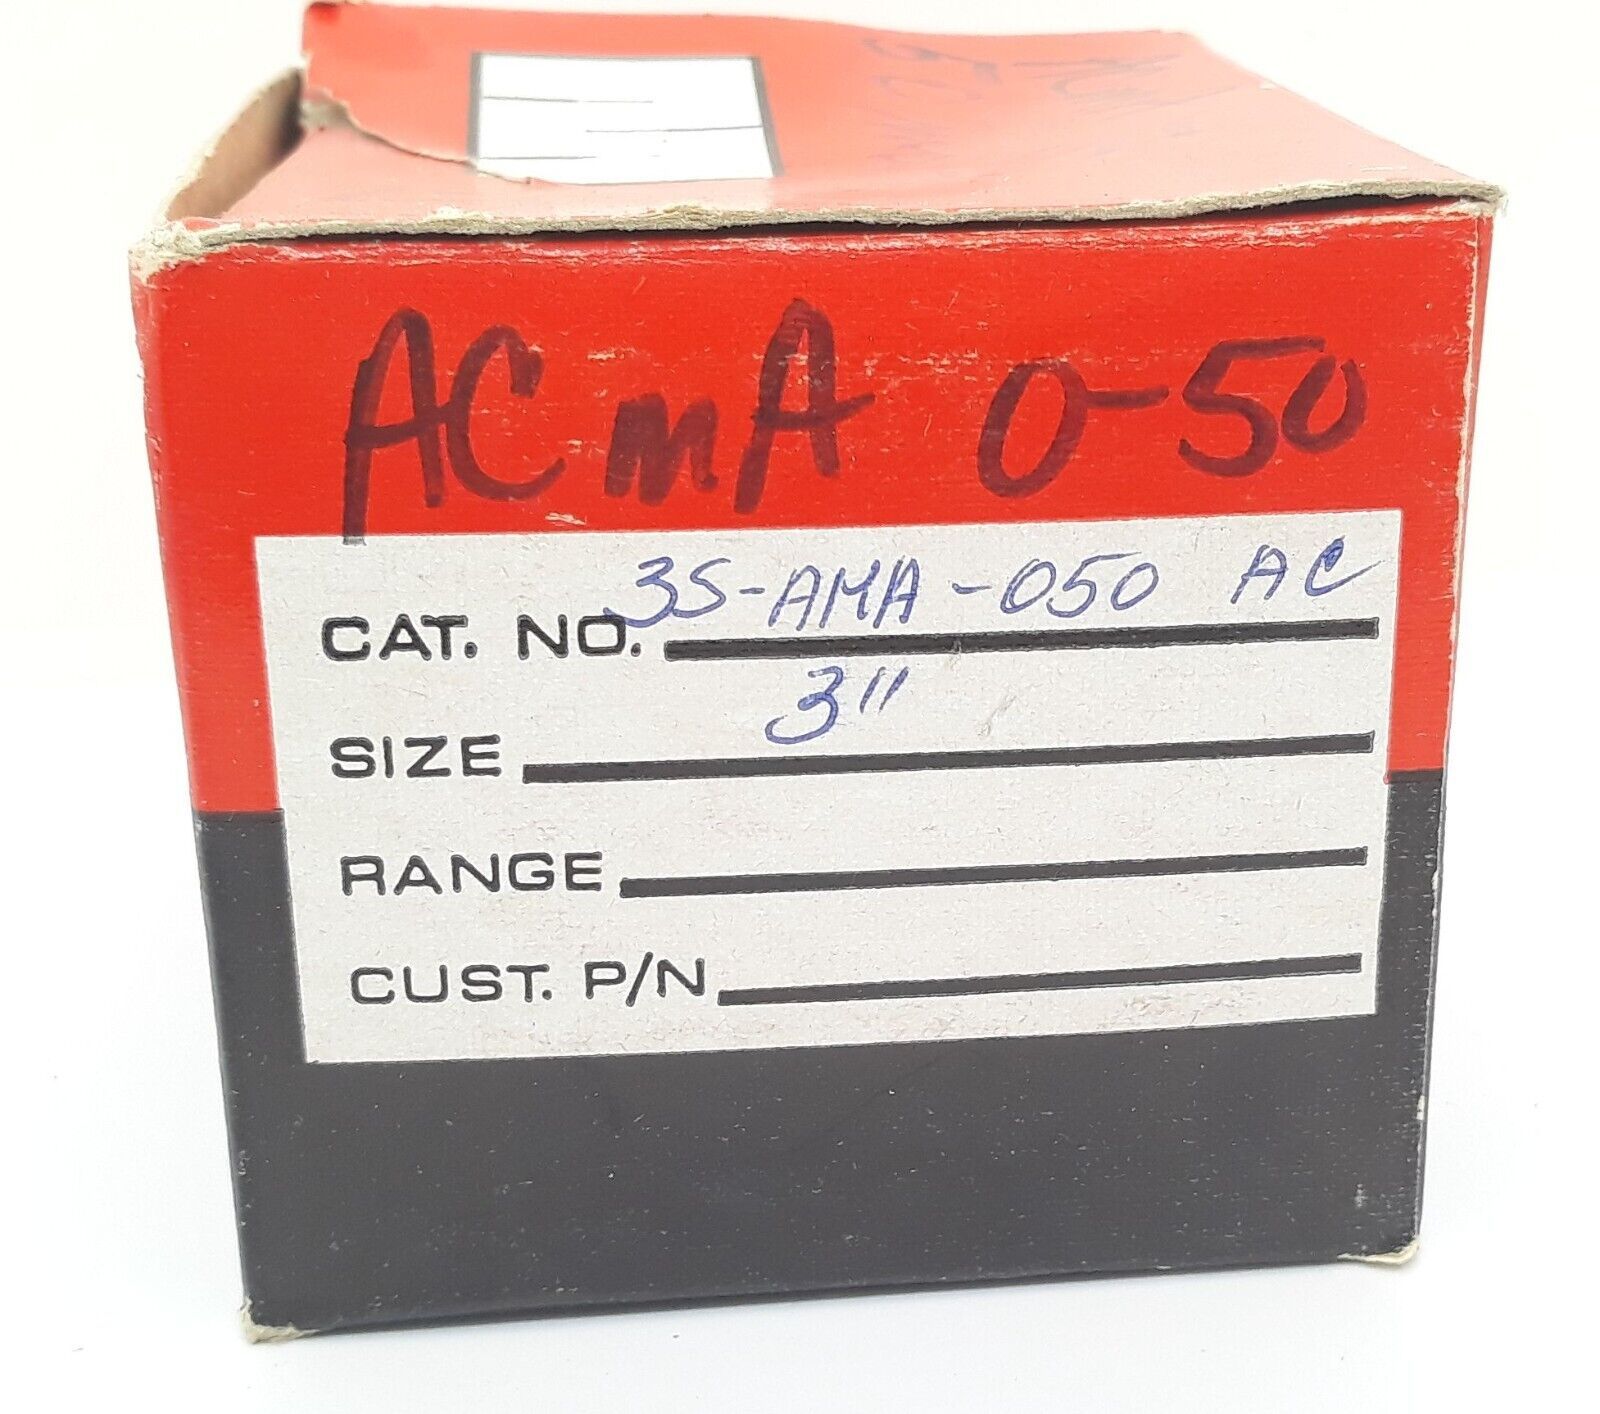 ACmA 0-50
CAT. NO. 3S-AMA-050 AC
SIZE 3"
RANGE
CUST. P/N